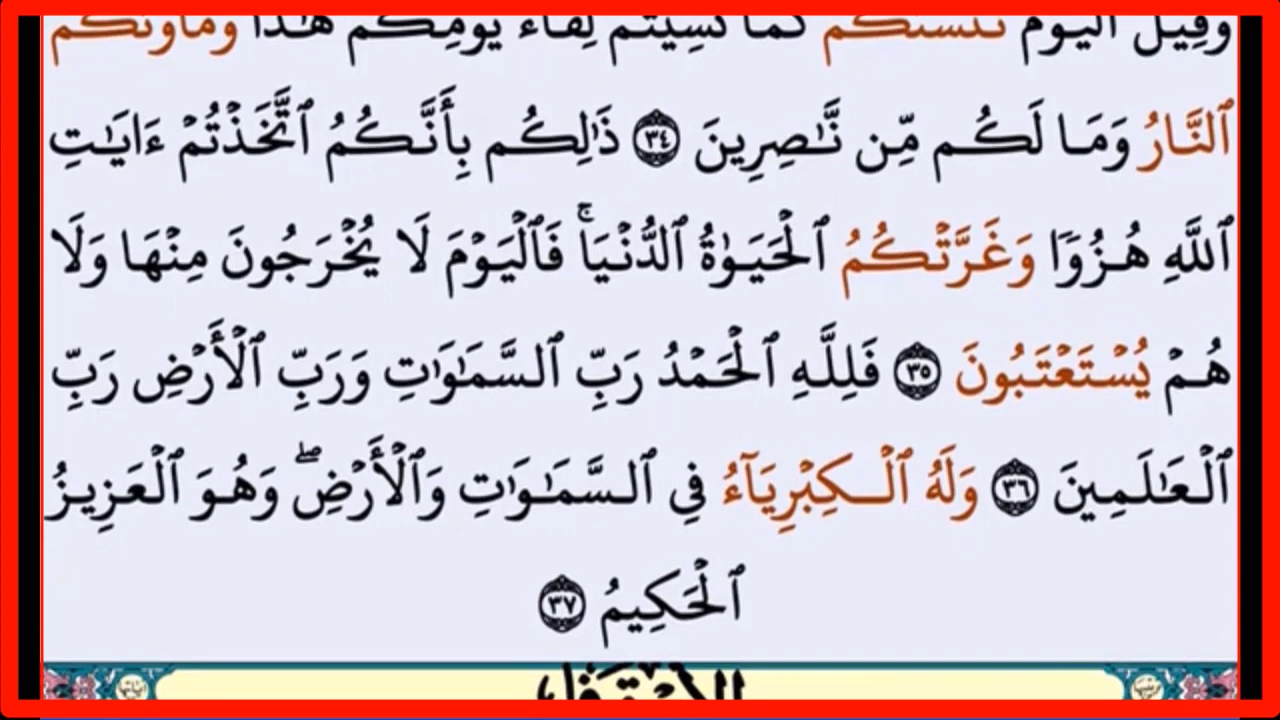 وَقِيلَ ٱلْيَوْمَ نَنسَىٰكُمْ كَمَا نَسِيتُمْ لِقَآءَ يَوْمِكُمْ هَـٰذَا وَمَأْوَىٰكُمُ
ٱلنَّارُ وَمَا لَكُم مِّن نَّـٰصِرِينَ ٣٤ ذَٰلِكُم بِأَنَّكُمُ ٱتَّخَذْتُمْ ءَايَـٰتِ
ٱللَّهِ هُزُوًا وَغَرَّتْكُمُ ٱلْحَيَوٰةُ ٱلدُّنْيَا ۚ فَٱلْيَوْمَ لَا يُخْرَجُونَ مِنْهَا وَلَا
هُمْ يُسْتَعْتَبُونَ ٣٥ فَلِلَّهِ ٱلْحَمْدُ رَبِّ ٱلسَّمَـٰوَٰتِ وَرَبِّ ٱلْأَرْضِ رَبِّ
ٱلْعَـٰلَمِينَ ٣٦ وَلَهُ ٱلْكِبْرِيَآءُ فِي ٱلسَّمَـٰوَٰتِ وَٱلْأَرْضِ ۖ وَهُوَ ٱلْعَزِيزُ
ٱلْحَكِيمُ ٣٧